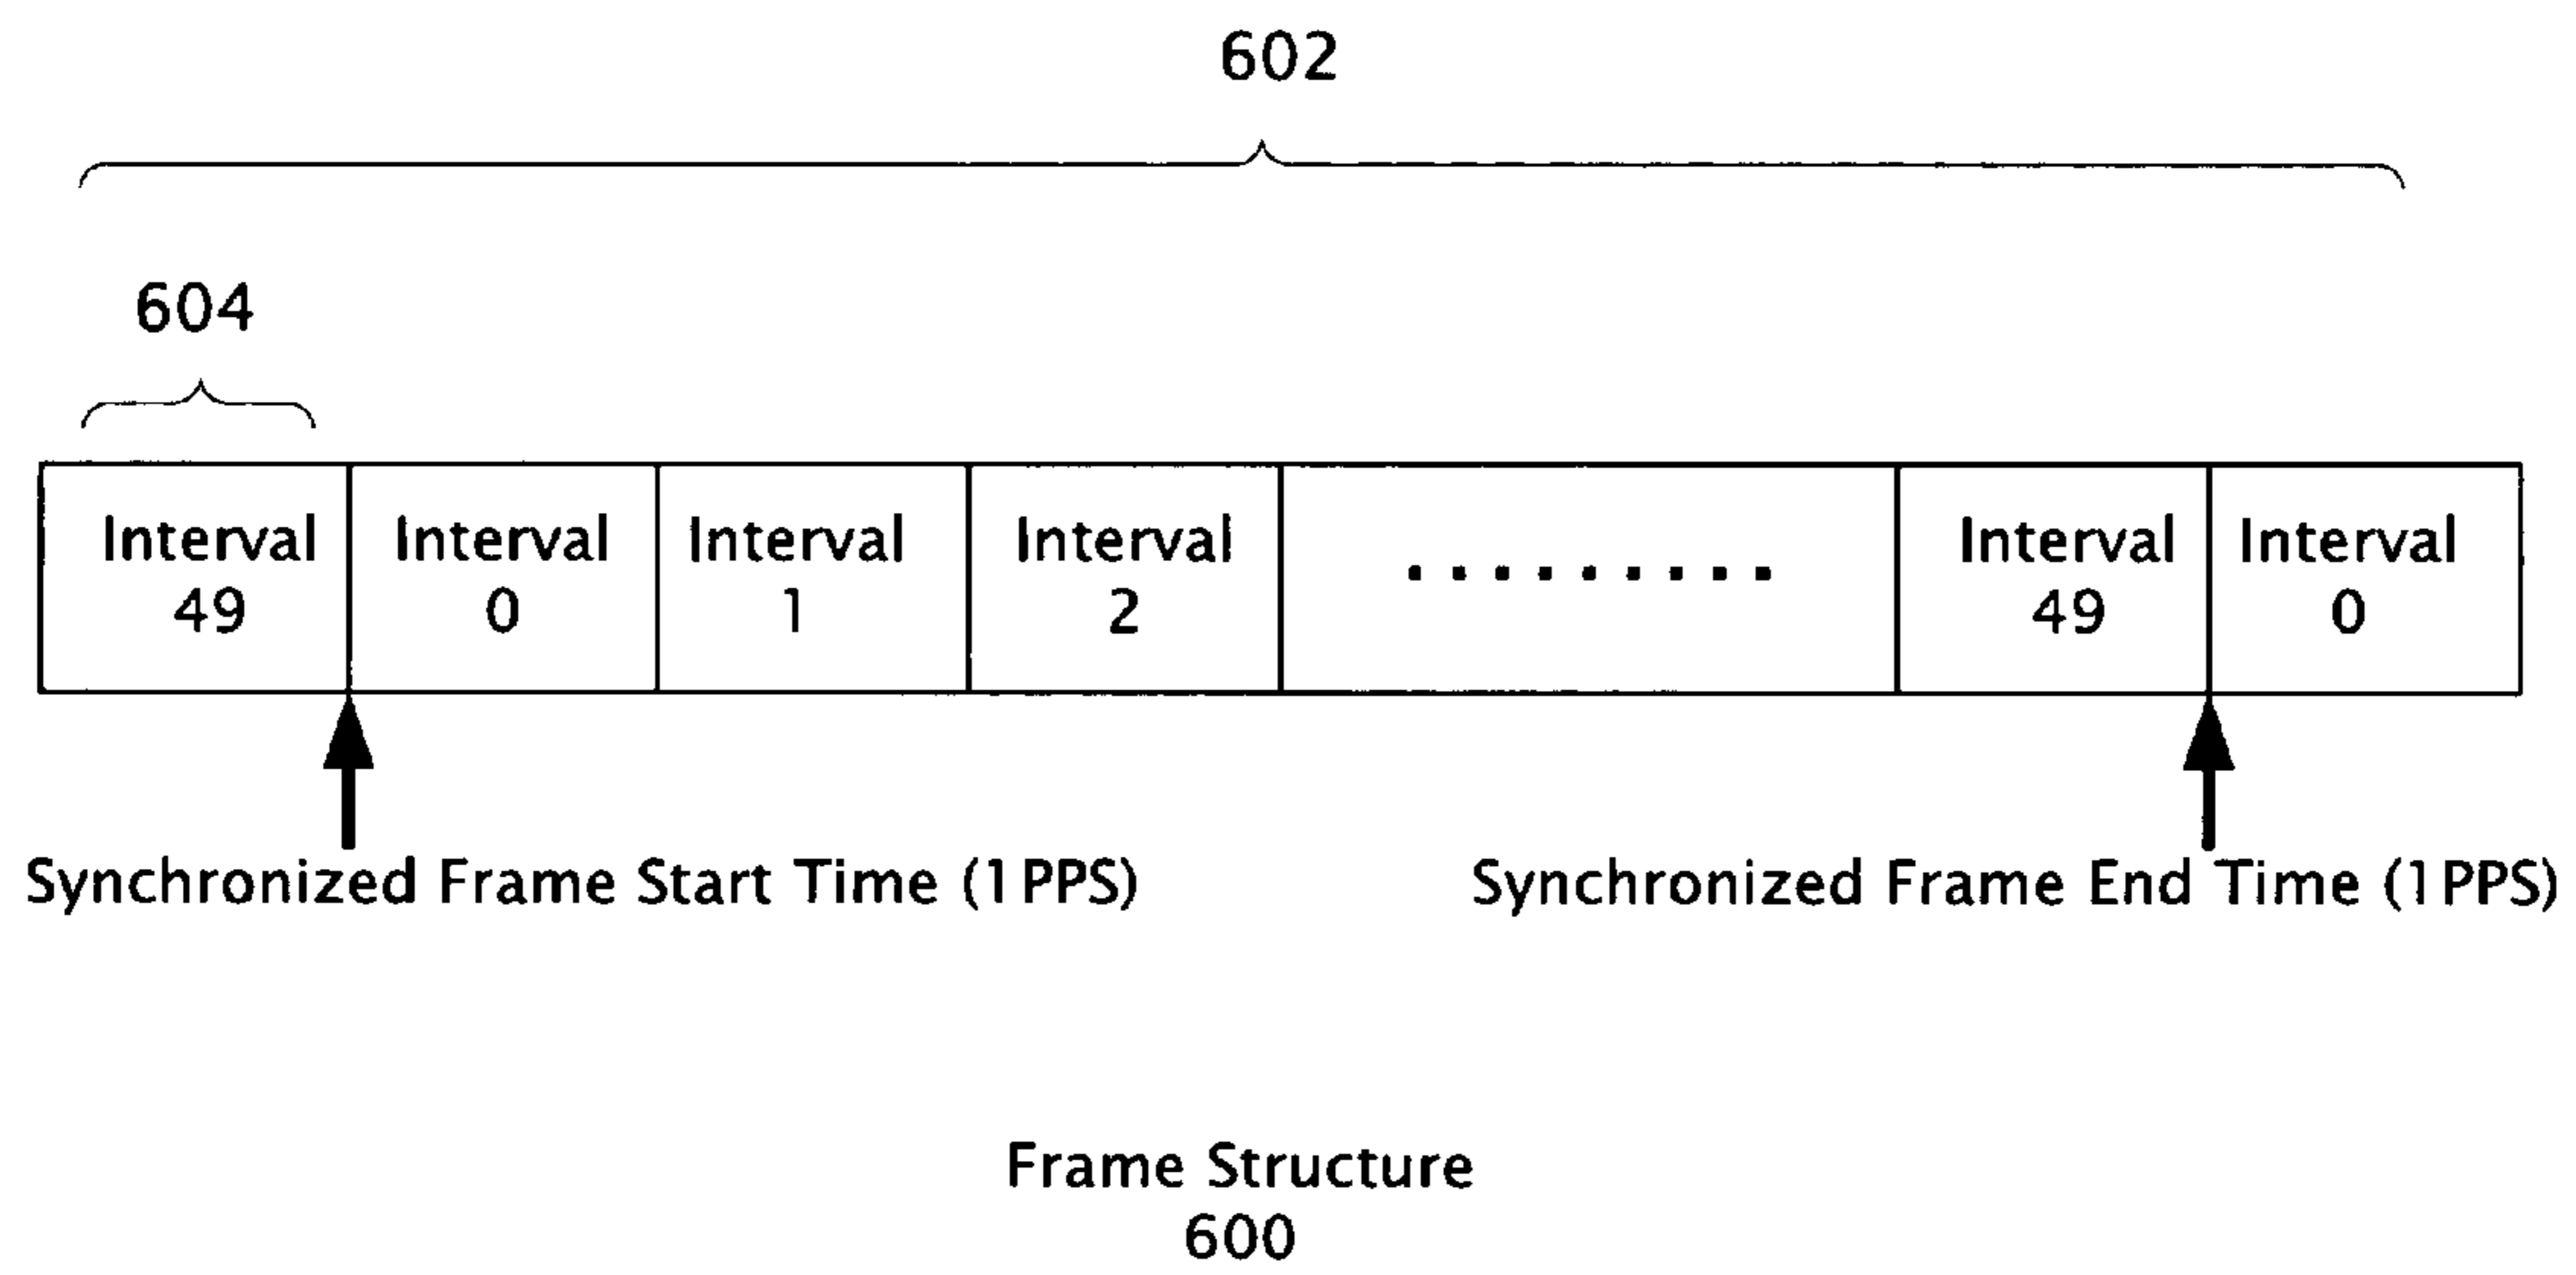 602
604
Interval Interval Interval Interval ......... Interval Interval
49 0 1 2 49 0
Synchronized Frame Start Time (1PPS) Synchronized Frame End Time (1PPS)
Frame Structure
600